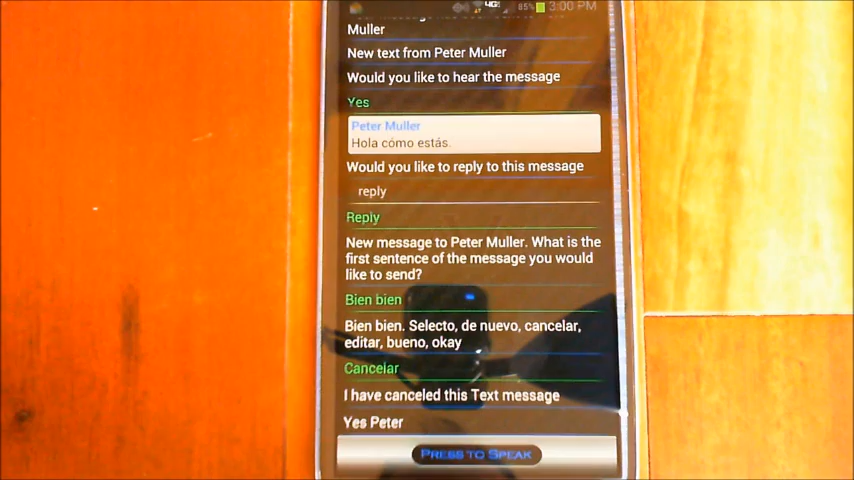 4G
85%
3:00 PM
Muller
New text from Peter Muller
Would you like to hear the message
Yes
Peter Muller
Hola cómo estás.
Would you like to reply to this message
reply
Reply
New message to Peter Muller. What is the
first sentence of the message you would
like to send?
Bien bien
Bien bien. Selecto, de nuevo, cancelar,
editar, bueno, okay
Cancelar
I have canceled this Text message
Yes Peter
PRESS TO SPEAK